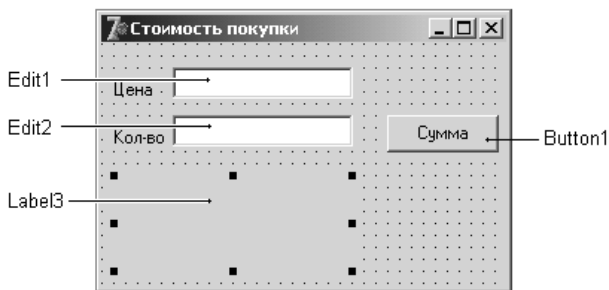 Стоимость покупки
Edit1
Цена
Edit2
Кол-во
Сумма
Button1
Label3